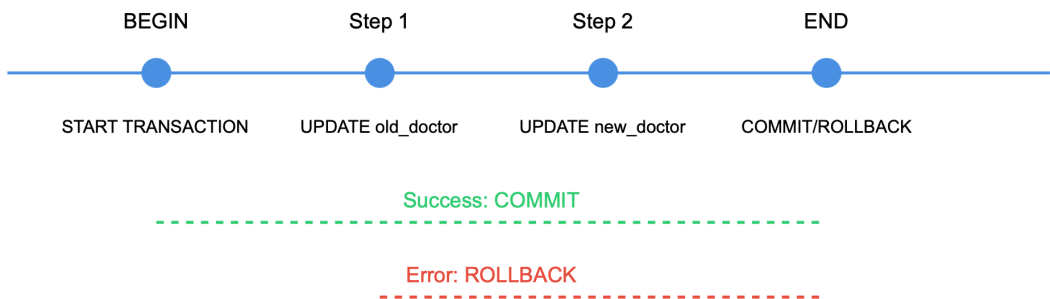 BEGIN Step 1 Step 2 END
START TRANSACTION UPDATE old_doctor UPDATE new_doctor COMMIT/ROLLBACK
Success: COMMIT
Error: ROLLBACK